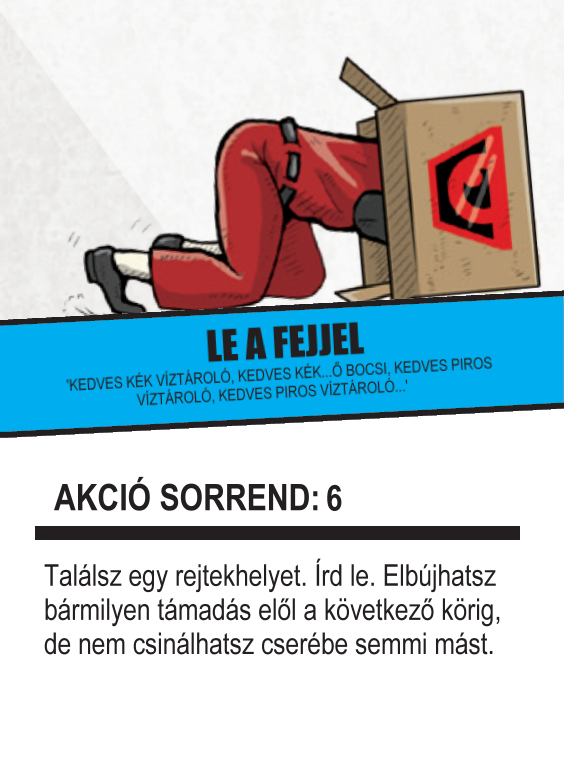 LE A FEJJEL
'KEDVES KÉK VÍZTÁROLÓ, KEDVES KÉK...Ő BOCSI, KEDVES PIROS
VÍZTÁROLÓ, KEDVES PIROS VÍZTÁROLÓ...'
AKCIÓ SORREND: 6
Találsz egy rejtekhelyet. Írd le. Elbújhatsz
bármilyen támadás elől a következő körig,
de nem csinálhatsz cserébe semmi mást.